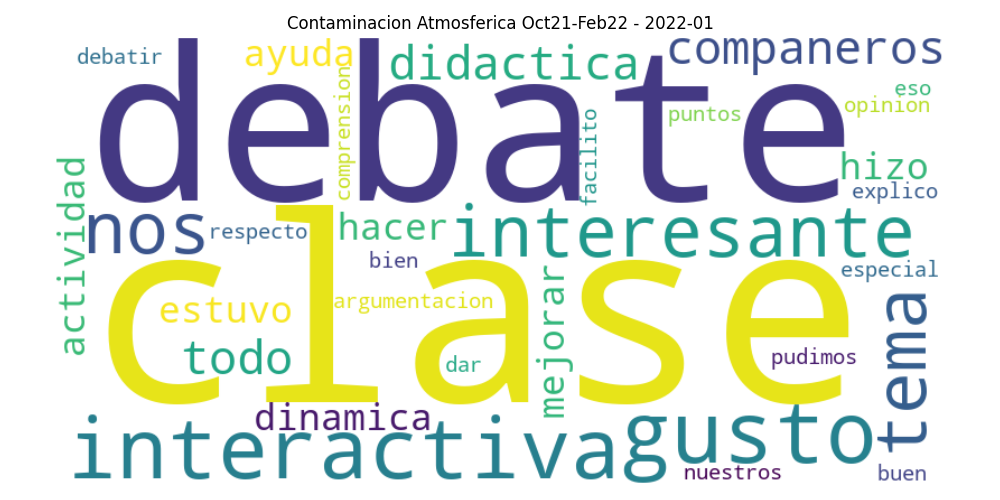 Contaminacion Atmosferica Oct21-Feb22 - 2022-01
debatir
ayuda
didactica
companeros
debate
comprension
facilito
puntos
eso
opinion
hizo
explico
actividad
nos
respecto
hacer
interesante
clase
bien
especial
estuvo
argumentacion
mejorar
tema
todo
dar
pudimos
dinamica
interactiva
gusto
nuestros
buen